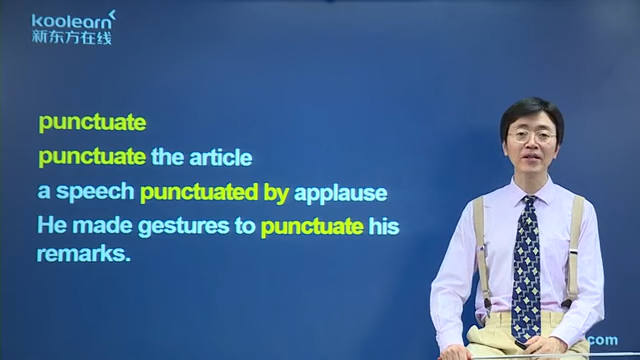 koolearn
新东方在线
punctuate
punctuate the article
a speech punctuated by applause
He made gestures to punctuate his
remarks.
.com